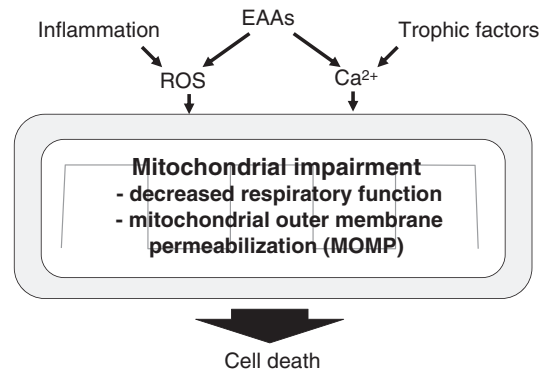 EAAs
Inflammation
Trophic factors
ROS
Ca²⁺
Mitochondrial impairment
- decreased respiratory function
- mitochondrial outer membrane
permeabilization (MOMP)
Cell death